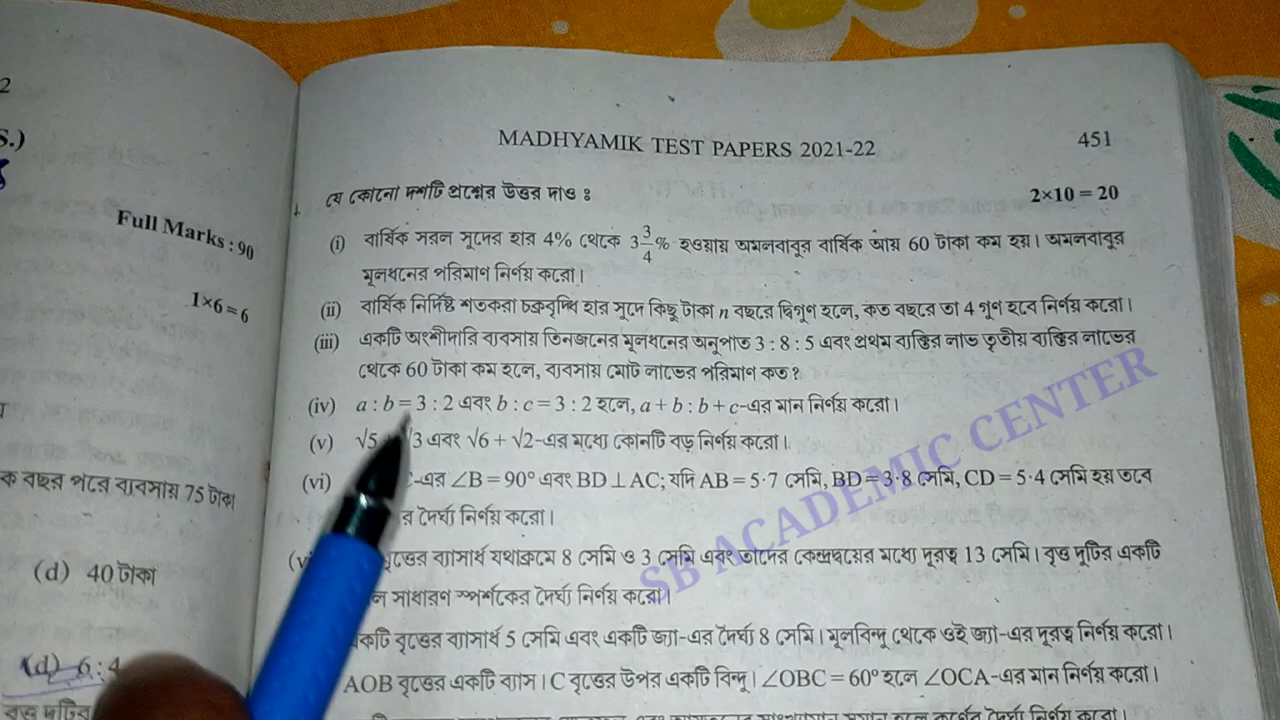 2
S.)
Full Marks : 90
1×6=6
ক বছর পরে ব্যবসায় 75 টাকা
(d) 40 টাকা
(d) 6 : 4
বৃত্ত দুটির
MADHYAMIK TEST PAPERS 2021-22 451
যে কোনো দশটি প্রশ্নের উত্তর দাও : 2×10 = 20
(i) বার্ষিক সরল সুদের হার 4% থেকে 3 3/4 % হওয়ায় অমলবাবুর বার্ষিক আয় 60 টাকা কম হয়। অমলবাবুর
মূলধনের পরিমাণ নির্ণয় করো।
(ii) বার্ষিক নির্দিষ্ট শতকরা চক্রবৃদ্ধি হার সুদে কিছু টাকা n বছরে দ্বিগুণ হলে, কত বছরে তা 4 গুণ হবে নির্ণয় করো।
(iii) একটি অংশীদারি ব্যবসায় তিনজনের মূলধনের অনুপাত 3 : 8 : 5 এবং প্রথম ব্যক্তির লাভ তৃতীয় ব্যক্তির লাভের
থেকে 60 টাকা কম হলে, ব্যবসায় মোট লাভের পরিমাণ কত?
(iv) a : b = 3 : 2 এবং b : c = 3 : 2 হলে, a + b : b + c-এর মান নির্ণয় করো।
(v) √5 √3 এবং √6 + √2-এর মধ্যে কোনটি বড় নির্ণয় করো।
(vi) -এর ∠B = 90° এবং BD ⊥ AC; যদি AB = 5·7 সেমি, BD = 3·8 সেমি, CD = 5·4 সেমি হয় তবে
দৈর্ঘ্য নির্ণয় করো।
বৃত্তের ব্যাসার্ধ যথাক্রমে 8 সেমি ও 3 সেমি এবং তাদের কেন্দ্রদ্বয়ের মধ্যে দূরত্ব 13 সেমি। বৃত্ত দুটির একটি
সাধারণ স্পর্শকের দৈর্ঘ্য নির্ণয় করো।
একটি বৃত্তের ব্যাসার্ধ 5 সেমি এবং একটি জ্যা-এর দৈর্ঘ্য 8 সেমি। মূলবিন্দু থেকে ওই জ্যা-এর দূরত্ব নির্ণয় করো।
AOB বৃত্তের একটি ব্যাস। C বৃত্তের উপর একটি বিন্দু। ∠OBC = 60° হলে ∠OCA-এর মান নির্ণয় করো।
SB ACADEMIC CENTER